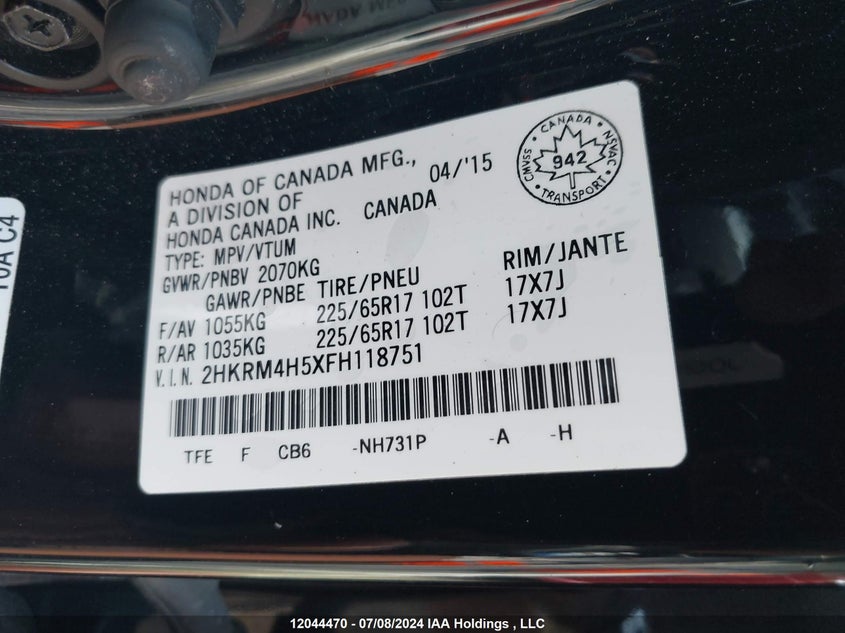 HONDA OF CANADA MFG., 04/'15
A DIVISION OF
HONDA CANADA INC. CANADA
TYPE: MPV/VTUM
GVWR/PNBV 2070KG
GAWR/PNBE TIRE/PNEU RIM/JANTE
F/AV 1055KG 225/65R17 102T 17X7J
R/AR 1035KG 225/65R17 102T 17X7J
V.I.N. 2HKRM4H5XFH118751
TFE F CB6 -NH731P -A -H
CANADA
CMVSS
942
NSVAC
TRANSPORT
10A C4
12044470 - 07/08/2024 IAA Holdings , LLC